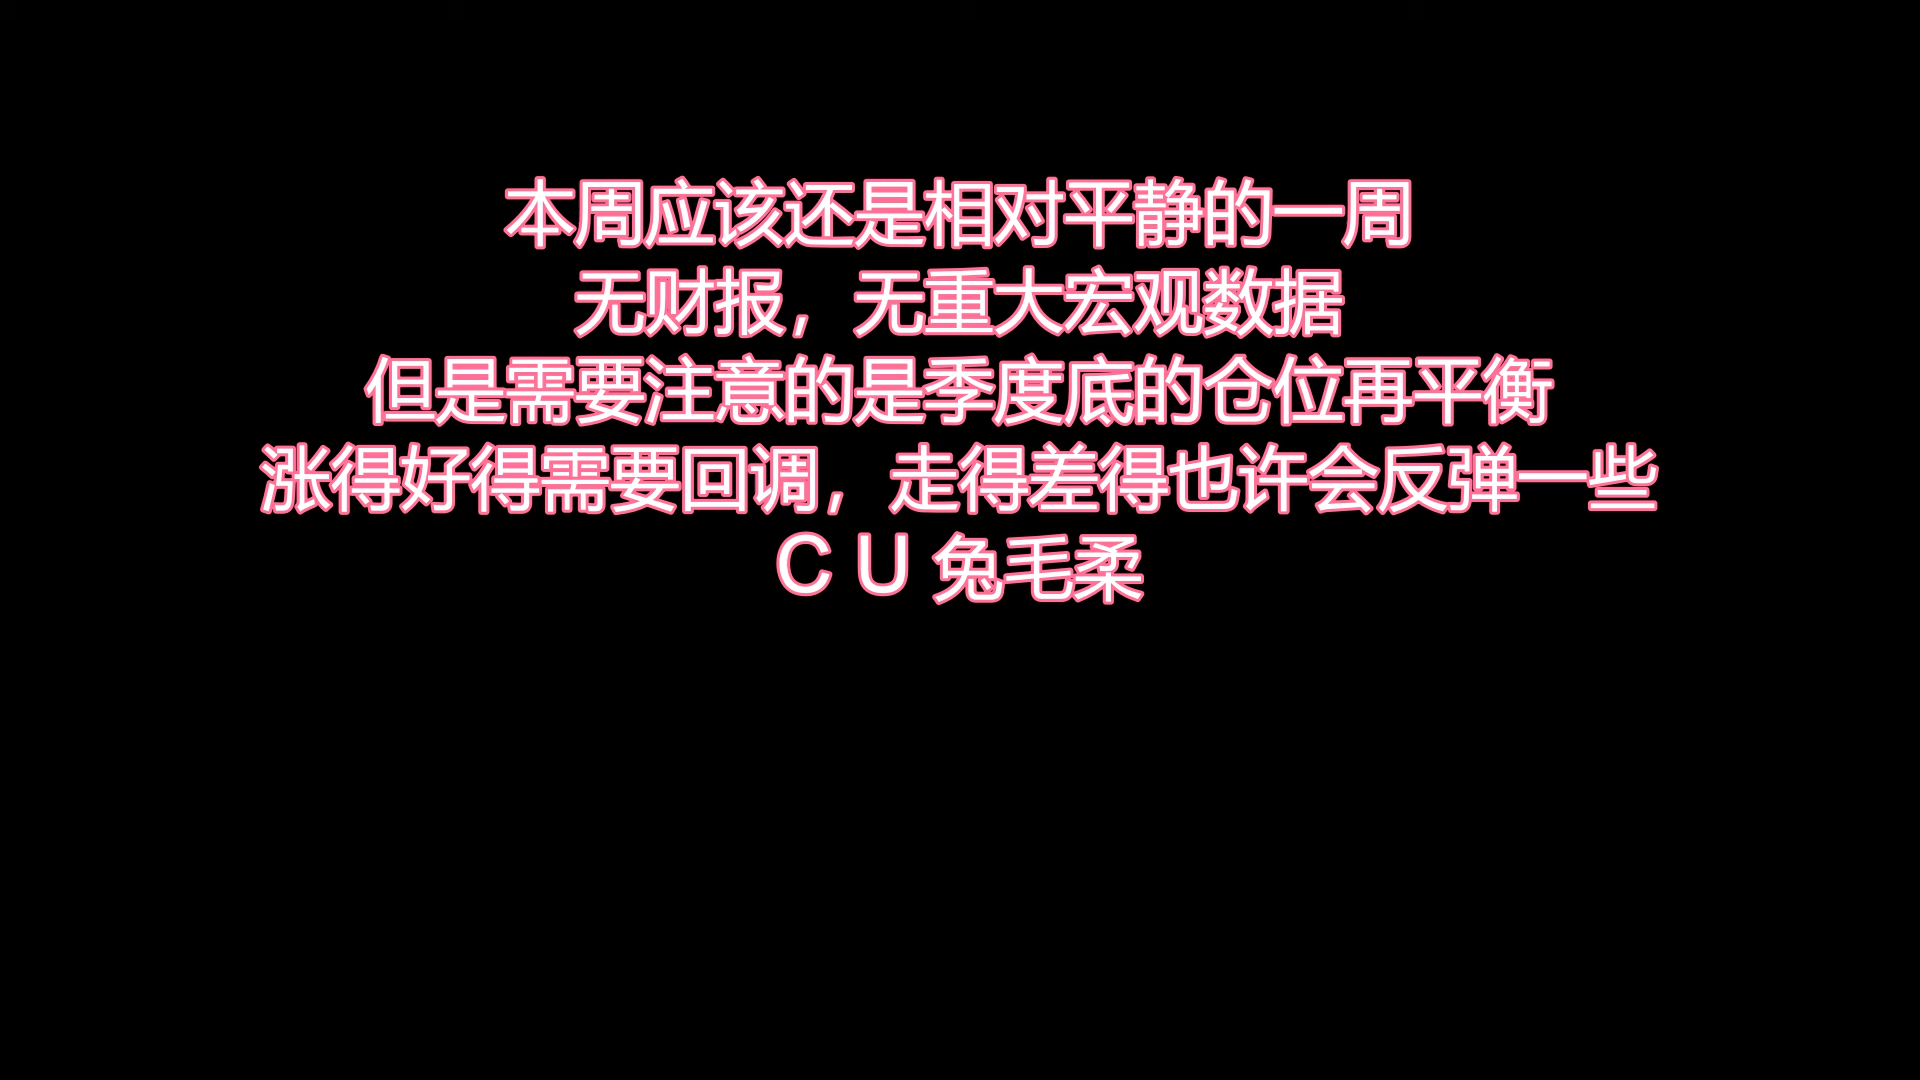 本周应该还是相对平静的一周
无财报，无重大宏观数据
但是需要注意的是季度底的仓位再平衡
涨得好得需要回调，走得差得也许会反弹一些
C U 兔毛柔